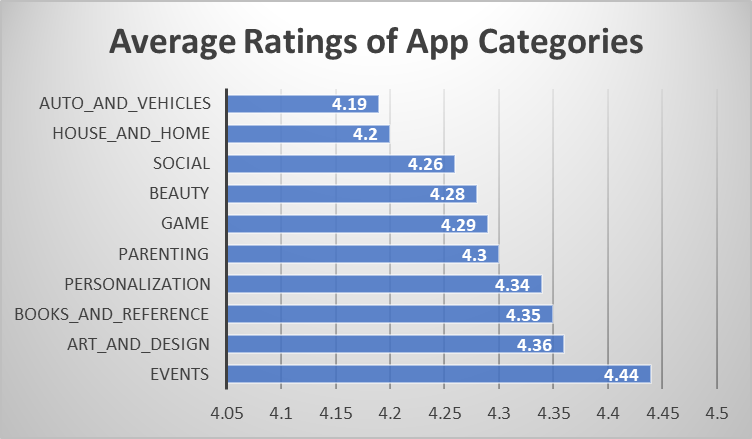 Average Ratings of App Categories
AUTO_AND_VEHICLES 4.19
HOUSE_AND_HOME 4.2
SOCIAL 4.26
BEAUTY 4.28
GAME 4.29
PARENTING 4.3
PERSONALIZATION 4.34
BOOKS_AND_REFERENCE 4.35
ART_AND_DESIGN 4.36
EVENTS 4.44
4.05 4.1 4.15 4.2 4.25 4.3 4.35 4.4 4.45 4.5